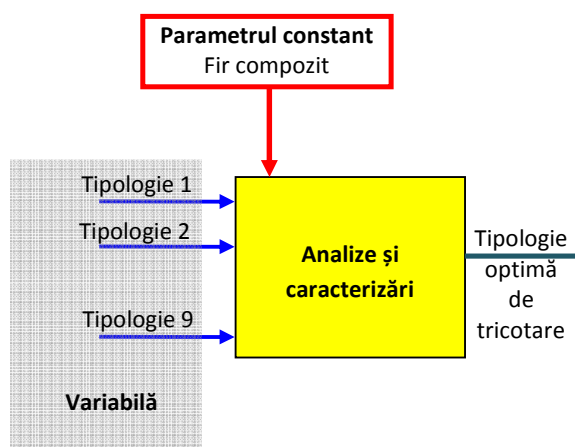 Parametrul constant
Fir compozit
Tipologie 1
Tipologie 2
Tipologie 9
Variabilă
Analize și
caracterizări
Tipologie
optimă
de
tricotare